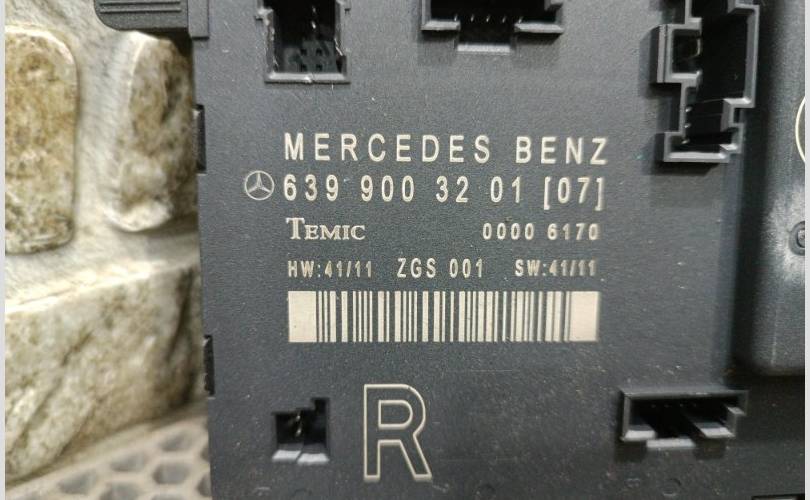 MERCEDES BENZ
639 900 32 01 [07]
TEMIC 0000 6170
HW:41/11 ZGS 001 SW:41/11
R